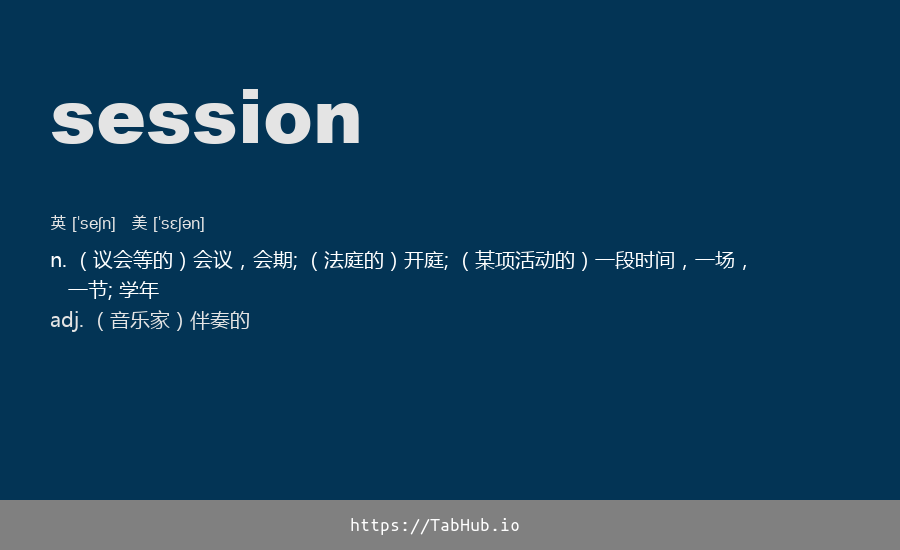 session
英 [ˈseʃn]   美 [ˈsɛʃən]
n. （议会等的）会议，会期; （法庭的）开庭; （某项活动的）一段时间，一场，
一节; 学年
adj. （音乐家）伴奏的
https://TabHub.io